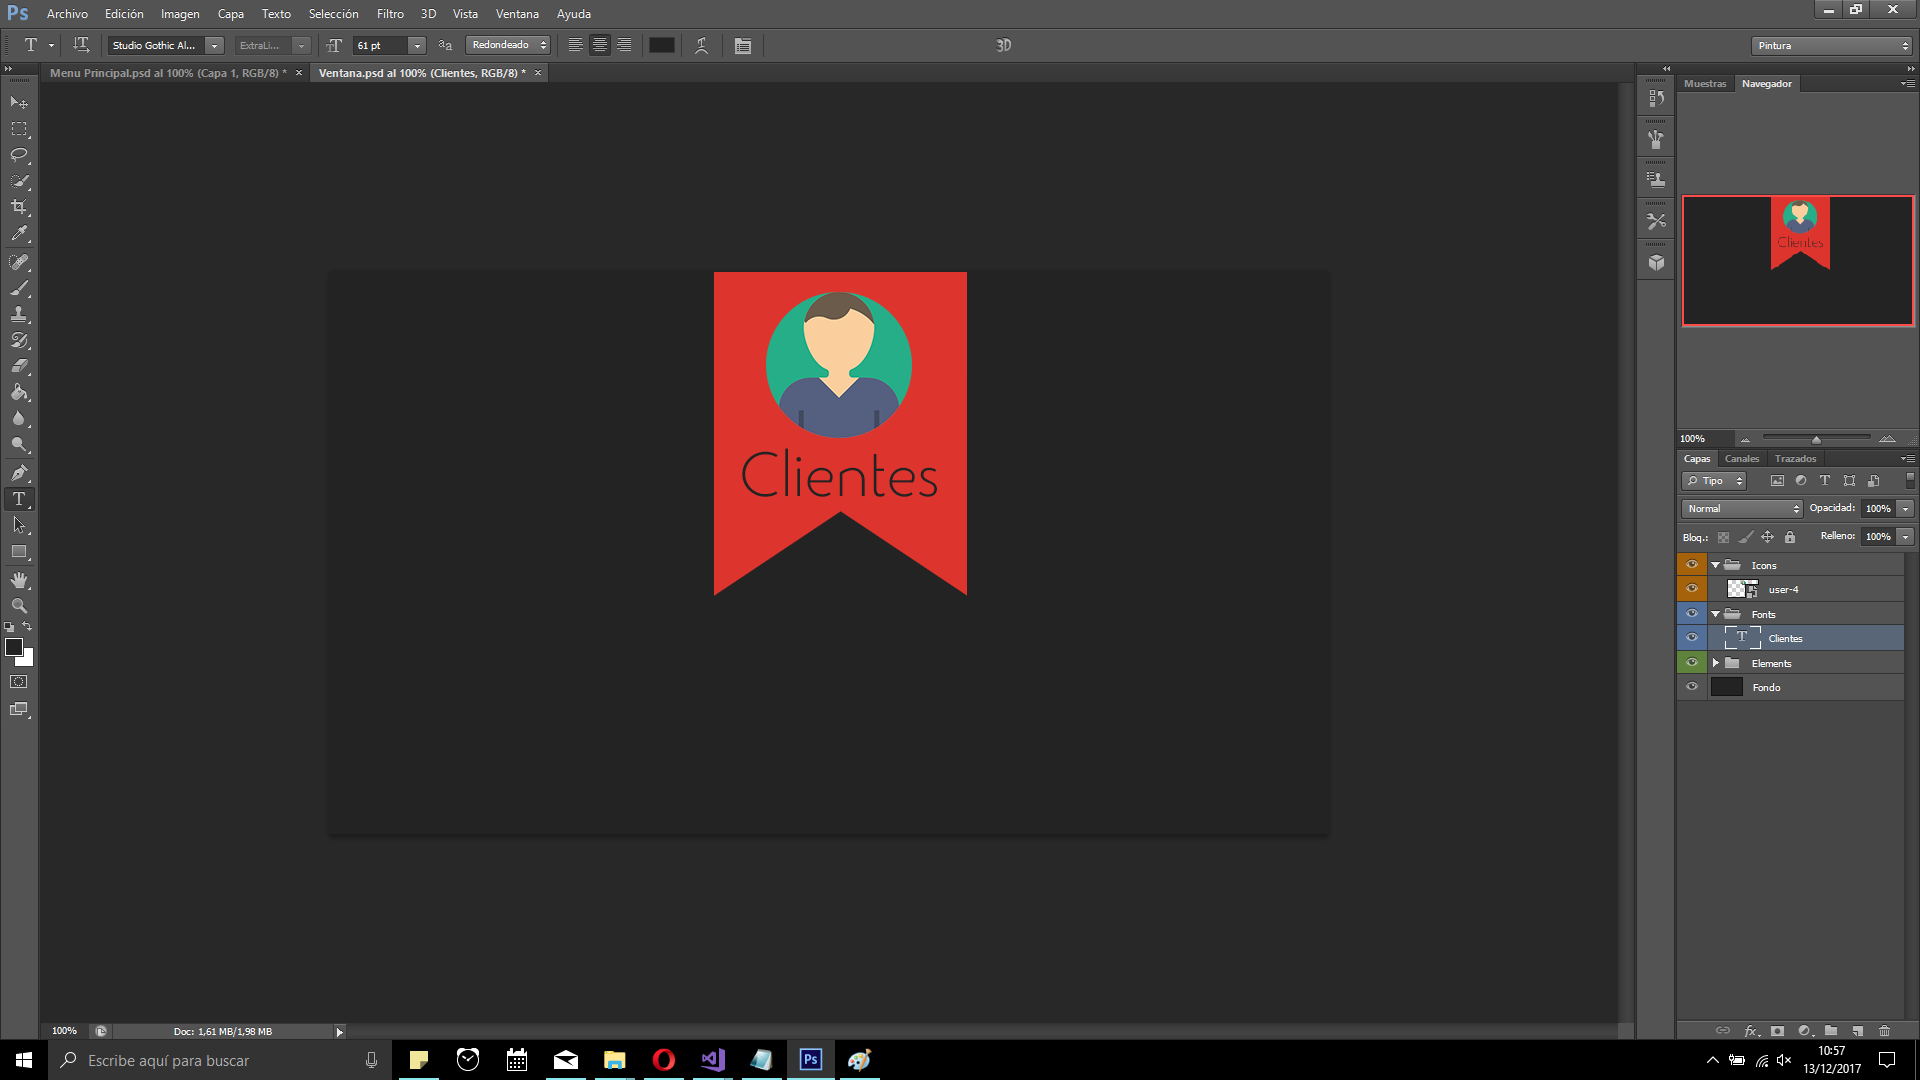 Ps Archivo Edición Imagen Capa Texto Selección Filtro 3D Vista Ventana Ayuda
T Studio Gothic Al... ExtraLi... 61 pt aa Redondeado 3D Pintura
Menu Principal.psd al 100% (Capa 1, RGB/8) * × Ventana.psd al 100% (Clientes, RGB/8) * ×
Muestras Navegador
Clientes
Clientes
100%
Capas Canales Trazados
Tipo
Normal Opacidad: 100%
Bloq.: Relleno: 100%
Icons
user-4
Fonts
Clientes
Elements
Fondo
100% Doc: 1,61 MB/1,98 MB
fx
Escribe aquí para buscar
Ps
10:57
13/12/2017